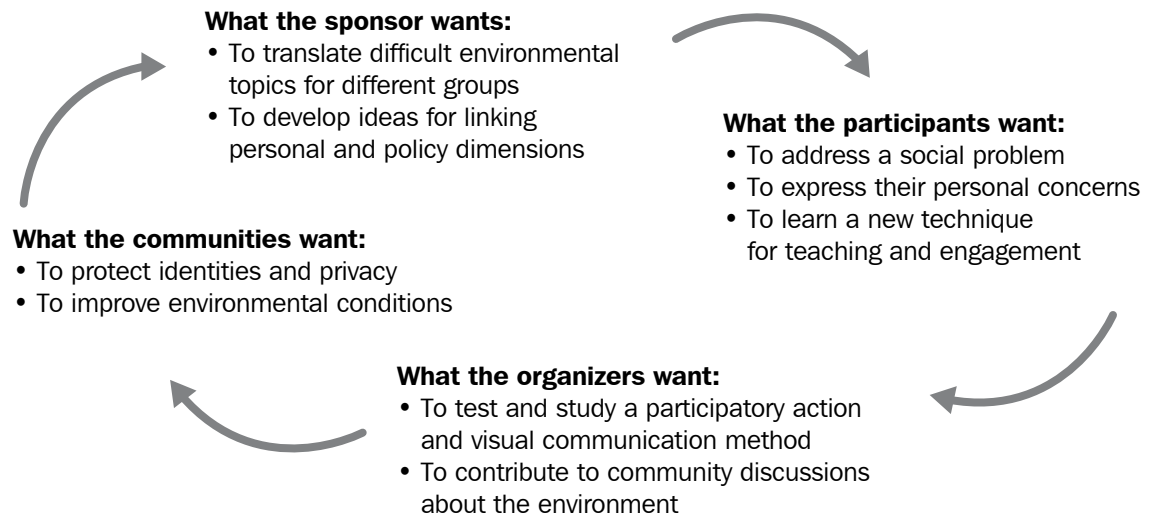 What the sponsor wants:
• To translate difficult environmental
topics for different groups
• To develop ideas for linking
personal and policy dimensions
What the participants want:
• To address a social problem
• To express their personal concerns
• To learn a new technique
for teaching and engagement
What the organizers want:
• To test and study a participatory action
and visual communication method
• To contribute to community discussions
about the environment
What the communities want:
• To protect identities and privacy
• To improve environmental conditions